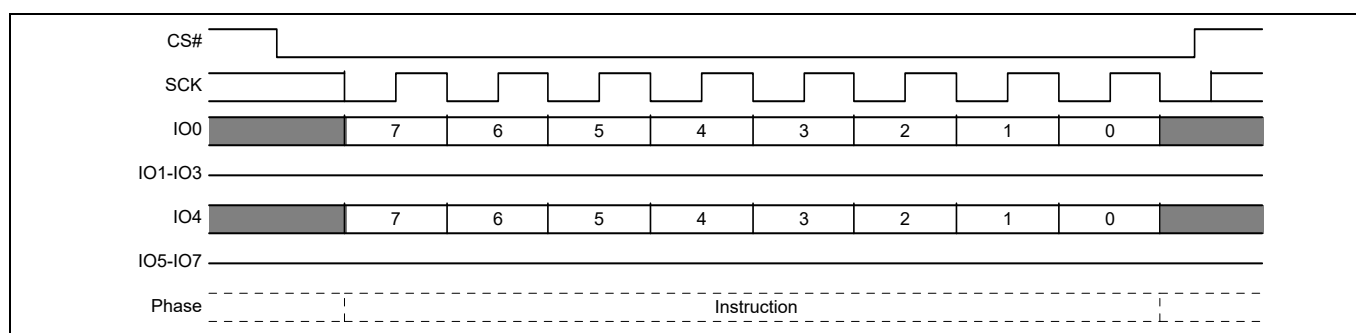 CS#
SCK
IO0 7 6 5 4 3 2 1 0
IO1-IO3
IO4 7 6 5 4 3 2 1 0
IO5-IO7
Phase Instruction